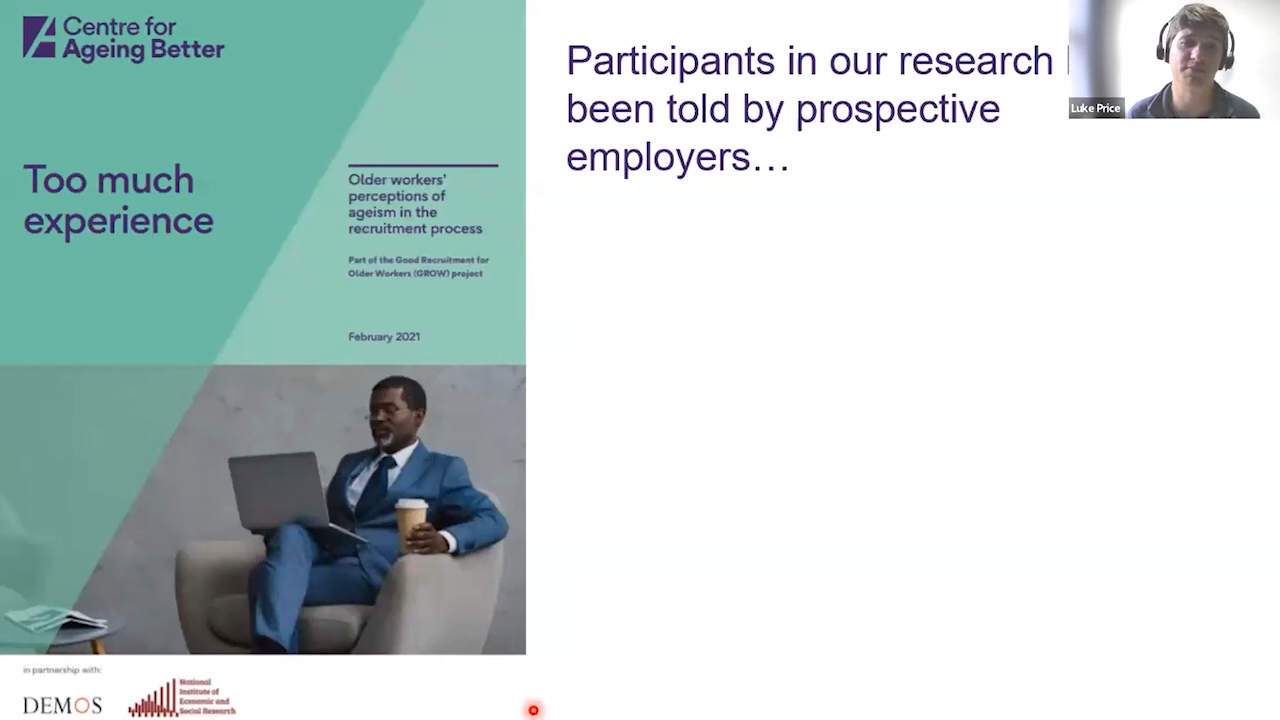 Centre for
Ageing Better
Too much
experience
Older workers'
perceptions of
ageism in the
recruitment process
Part of the Good Recruitment for
Older Workers (GROW) project
February 2021
in partnership with:
DEMOS
National
Institute of
Economic and
Social Research
Participants in our research
been told by prospective
employers…
Luke Price